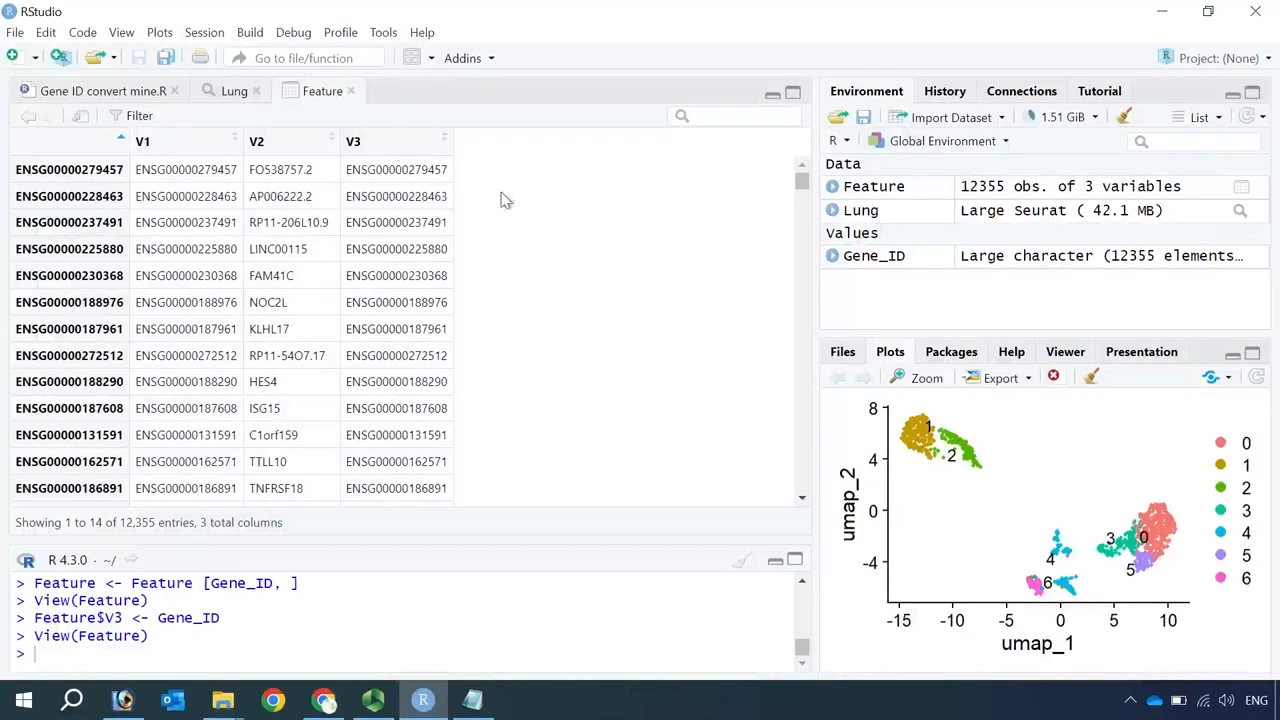 RStudio
File Edit Code View Plots Session Build Debug Profile Tools Help
Go to file/function Addins Project: (None)
Gene ID convert mine.R Lung Feature
Filter
V1 V2 V3
ENSG00000279457 ENSG00000279457 FO538757.2 ENSG00000279457
ENSG00000228463 ENSG00000228463 AP006222.2 ENSG00000228463
ENSG00000237491 ENSG00000237491 RP11-206L10.9 ENSG00000237491
ENSG00000225880 ENSG00000225880 LINC00115 ENSG00000225880
ENSG00000230368 ENSG00000230368 FAM41C ENSG00000230368
ENSG00000188976 ENSG00000188976 NOC2L ENSG00000188976
ENSG00000187961 ENSG00000187961 KLHL17 ENSG00000187961
ENSG00000272512 ENSG00000272512 RP11-54O7.17 ENSG00000272512
ENSG00000188290 ENSG00000188290 HES4 ENSG00000188290
ENSG00000187608 ENSG00000187608 ISG15 ENSG00000187608
ENSG00000131591 ENSG00000131591 C1orf159 ENSG00000131591
ENSG00000162571 ENSG00000162571 TTLL10 ENSG00000162571
ENSG00000186891 ENSG00000186891 TNFRSF18 ENSG00000186891
Showing 1 to 14 of 12,355 entries, 3 total columns
R 4.3.0 · ~/
> Feature <- Feature [Gene_ID, ]
> View(Feature)
> Feature$V3 <- Gene_ID
> View(Feature)
>
Environment History Connections Tutorial
Import Dataset 1.51 GiB List
R Global Environment
Data
Feature 12355 obs. of 3 variables
Lung Large Seurat ( 42.1 MB)
Values
Gene_ID Large character (12355 elements…
Files Plots Packages Help Viewer Presentation
Zoom Export
8
4
0
-4
umap_2
1
2
3
0
4
5
6
-15 -10 -5 0 5 10
umap_1
0
1
2
3
4
5
6
ENG